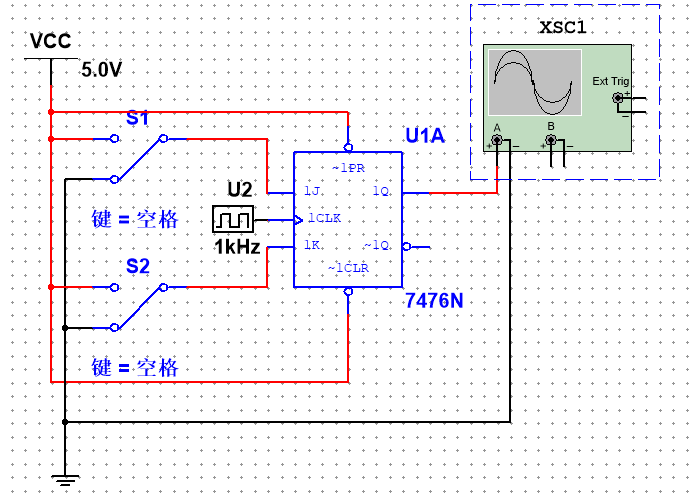 XSC1
VCC
5.0V
Ext Trig
+
−
S1
A
B
+
−
+
−
U1A
~1PR
U2
1J
1Q
1CLK
键 = 空格
1kHz
1K
~1Q
S2
~1CLR
7476N
键 = 空格